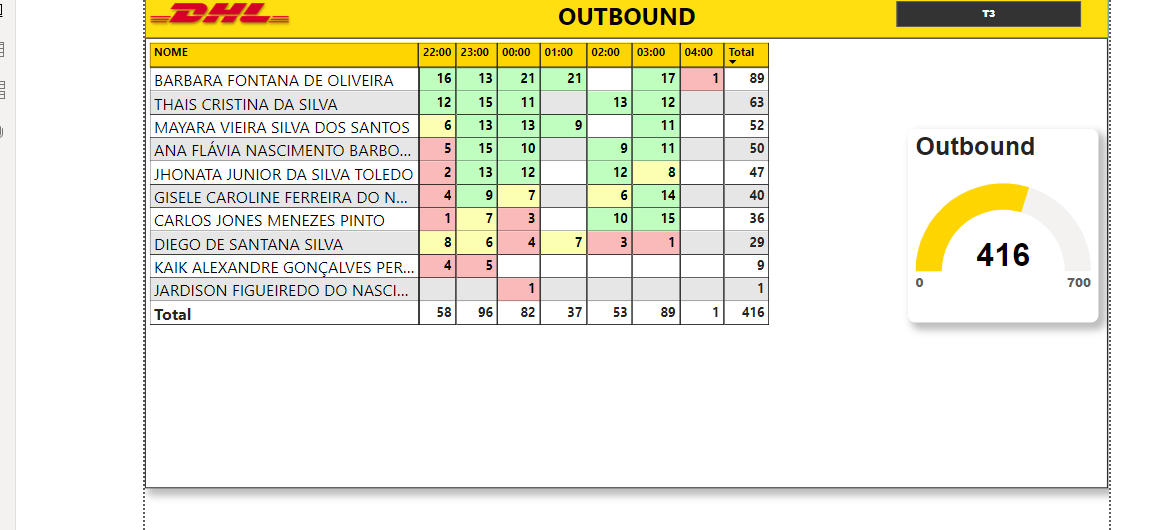 DHL
OUTBOUND
T3
NOME 22:00 23:00 00:00 01:00 02:00 03:00 04:00 Total
BARBARA FONTANA DE OLIVEIRA 16 13 21 21 17 1 89
THAIS CRISTINA DA SILVA 12 15 11 13 12 63
MAYARA VIEIRA SILVA DOS SANTOS 6 13 13 9 11 52
ANA FLÁVIA NASCIMENTO BARBO... 5 15 10 9 11 50
JHONATA JUNIOR DA SILVA TOLEDO 2 13 12 12 8 47
GISELE CAROLINE FERREIRA DO N... 4 9 7 6 14 40
CARLOS JONES MENEZES PINTO 1 7 3 10 15 36
DIEGO DE SANTANA SILVA 8 6 4 7 3 1 29
KAIK ALEXANDRE GONÇALVES PER... 4 5 9
JARDISON FIGUEIREDO DO NASCI... 1 1
Total 58 96 82 37 53 89 1 416
Outbound
416
0 700